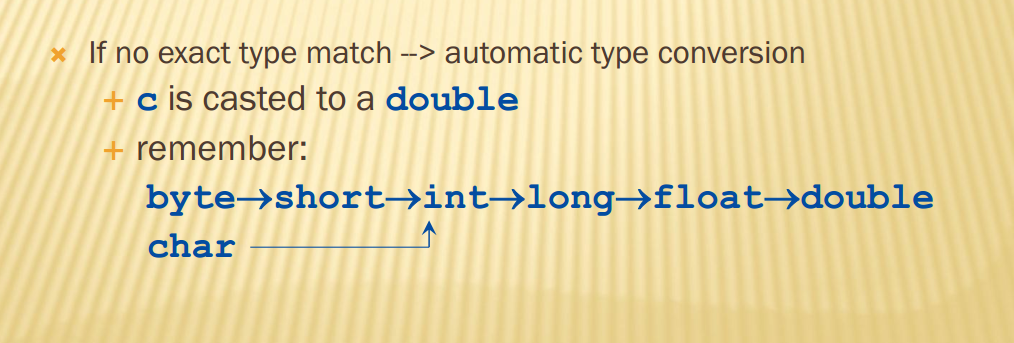 If no exact type match --> automatic type conversion
c is casted to a double
remember:
byte→short→int→long→float→double
char